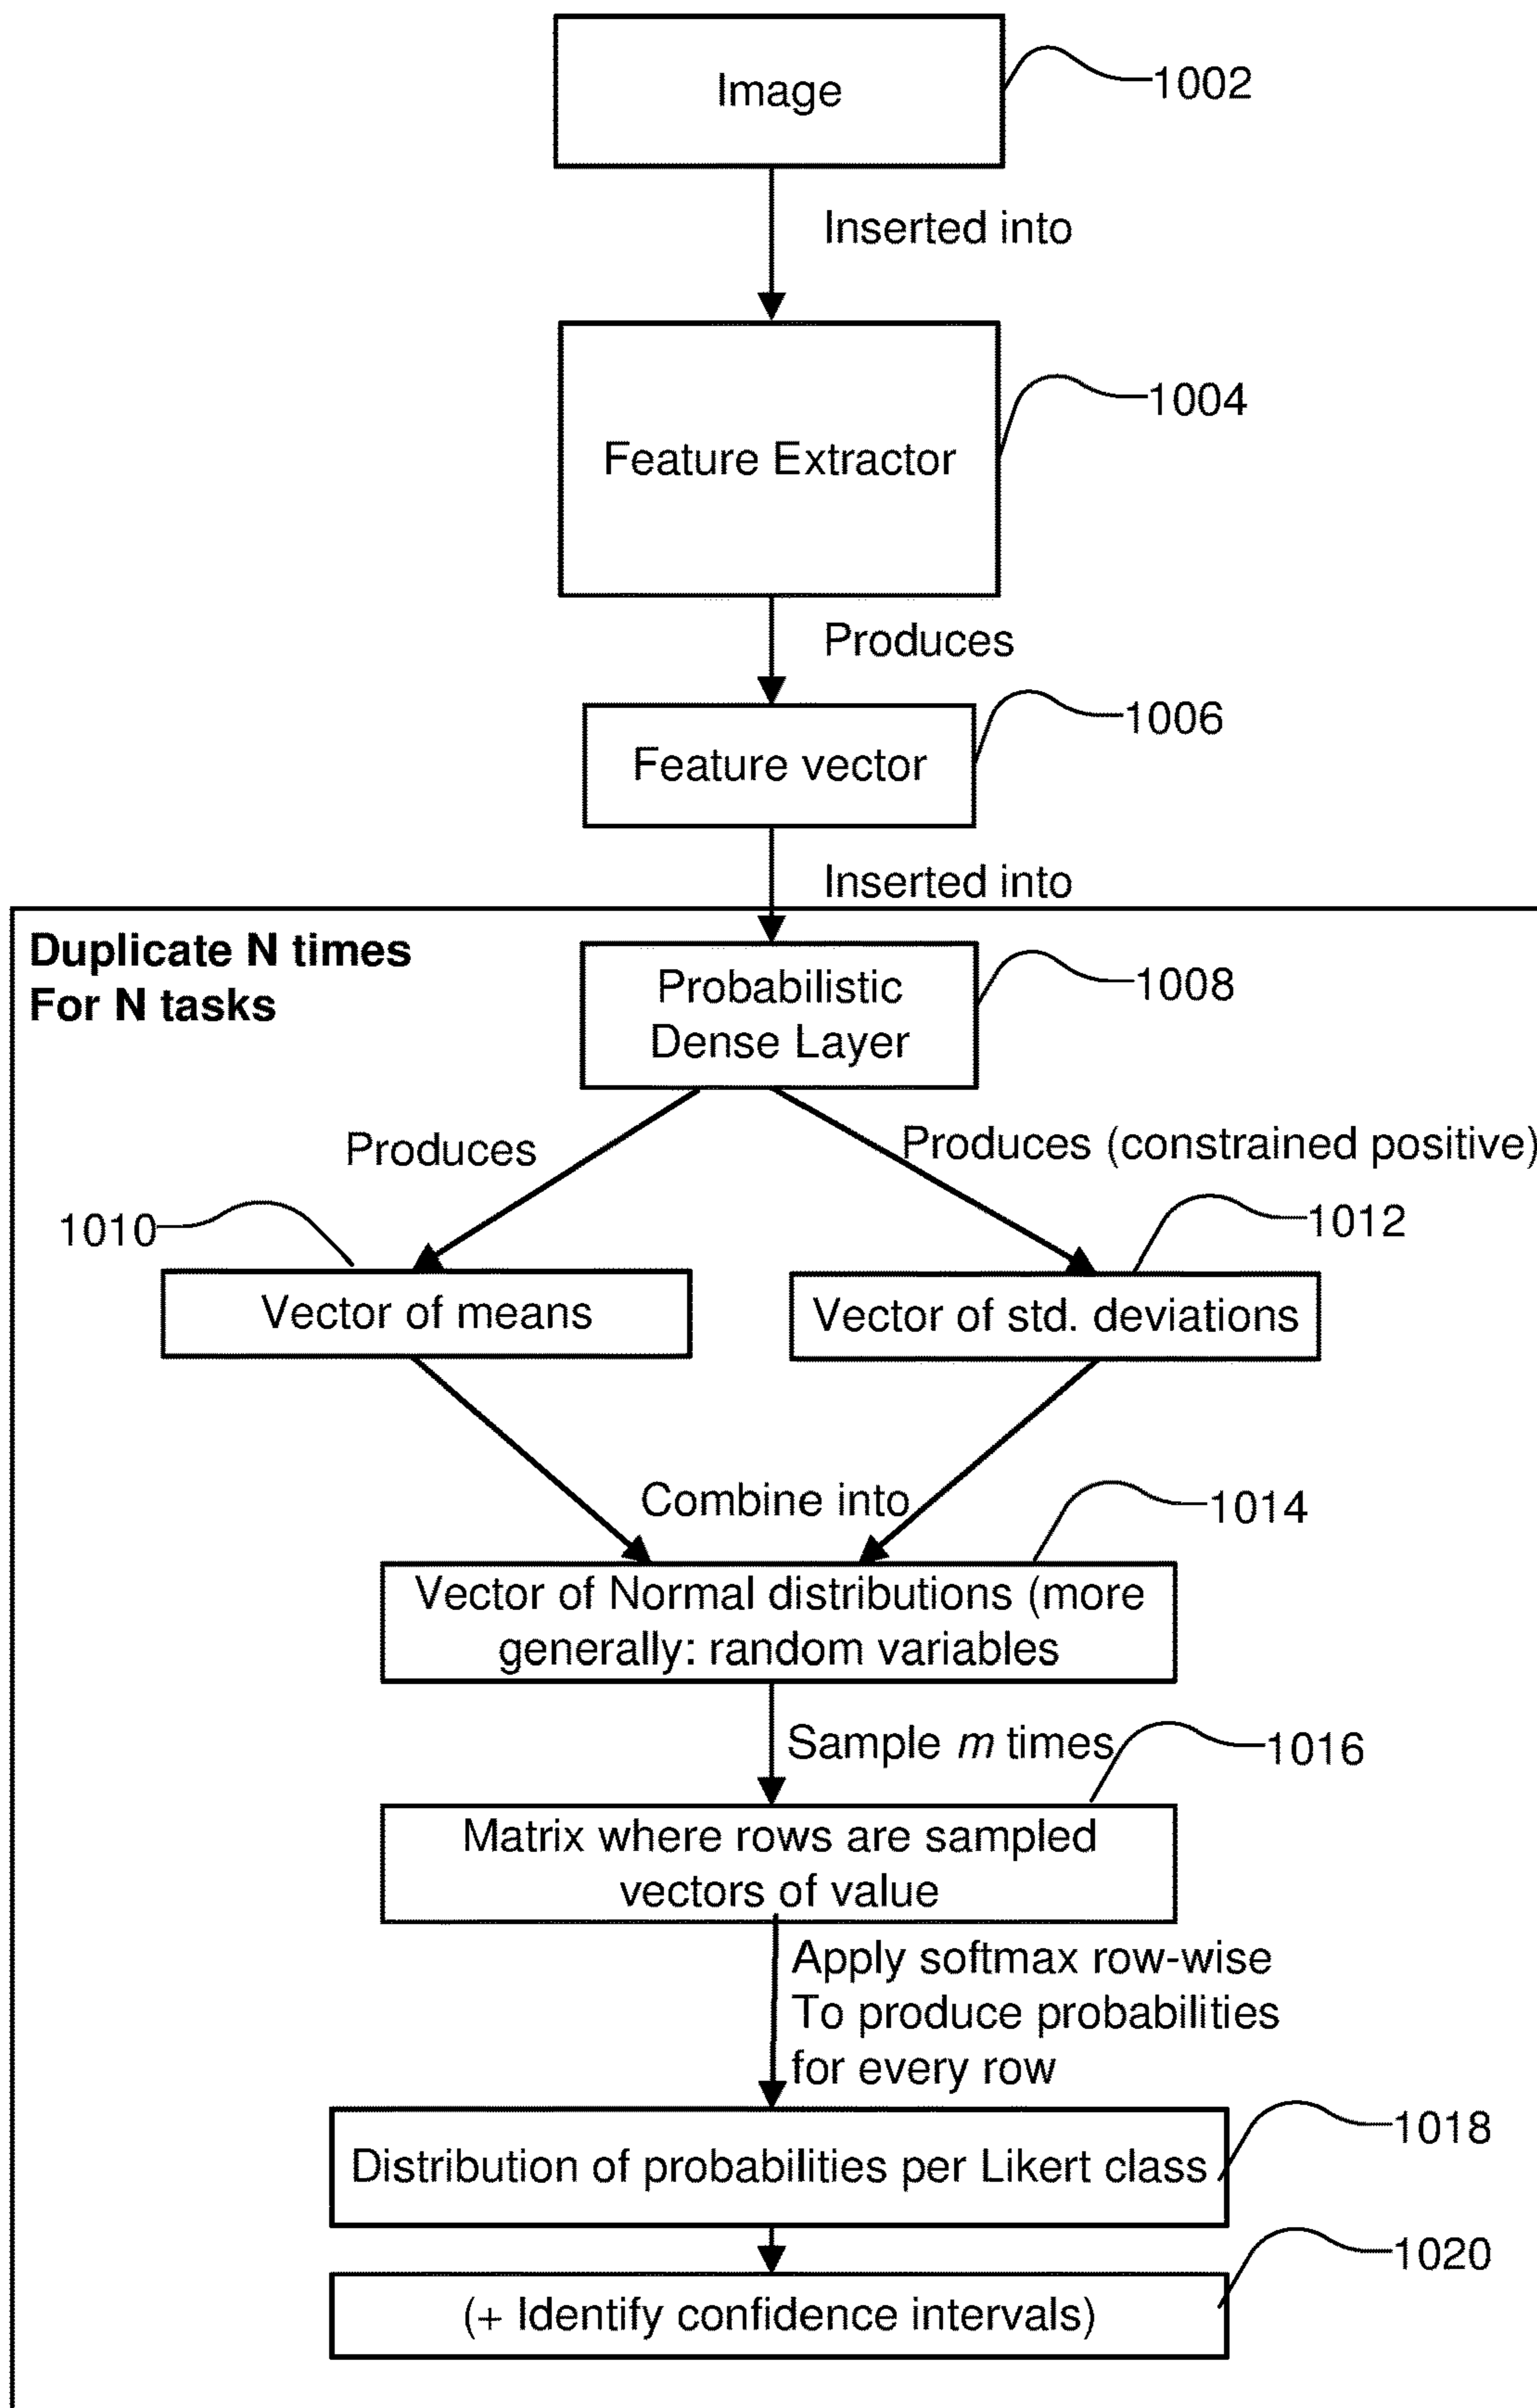 Image
1002
Inserted into
1004
Feature Extractor
Produces
1006
Feature vector
Inserted into
Duplicate N times
For N tasks
Probabilistic
Dense Layer
1008
Produces
Produces (constrained positive)
1010
1012
Vector of means
Vector of std. deviations
Combine into
1014
Vector of Normal distributions (more
generally: random variables
Sample m times
1016
Matrix where rows are sampled
vectors of value
Apply softmax row-wise
To produce probabilities
for every row
1018
Distribution of probabilities per Likert class
1020
(+ Identify confidence intervals)